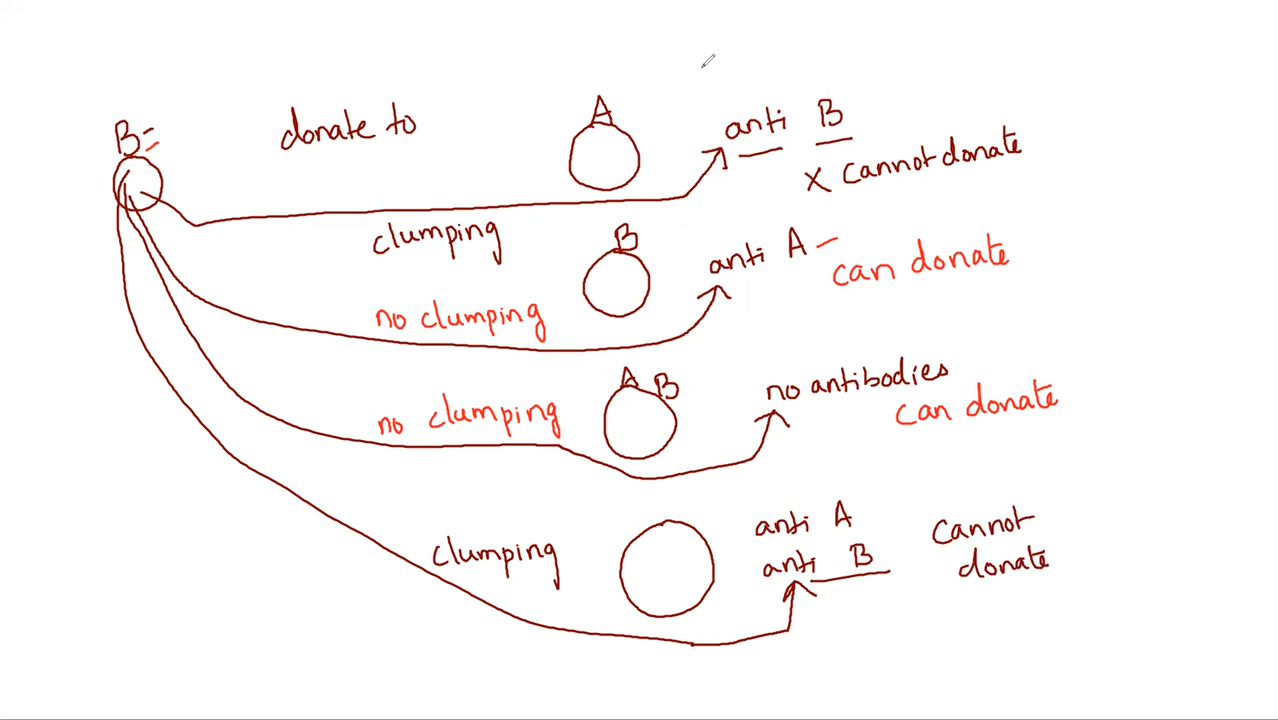 B= donate to A anti B
X cannot donate
clumping
B anti A – can donate
no clumping
A B no antibodies
no clumping can donate
anti A cannot
clumping anti B donate